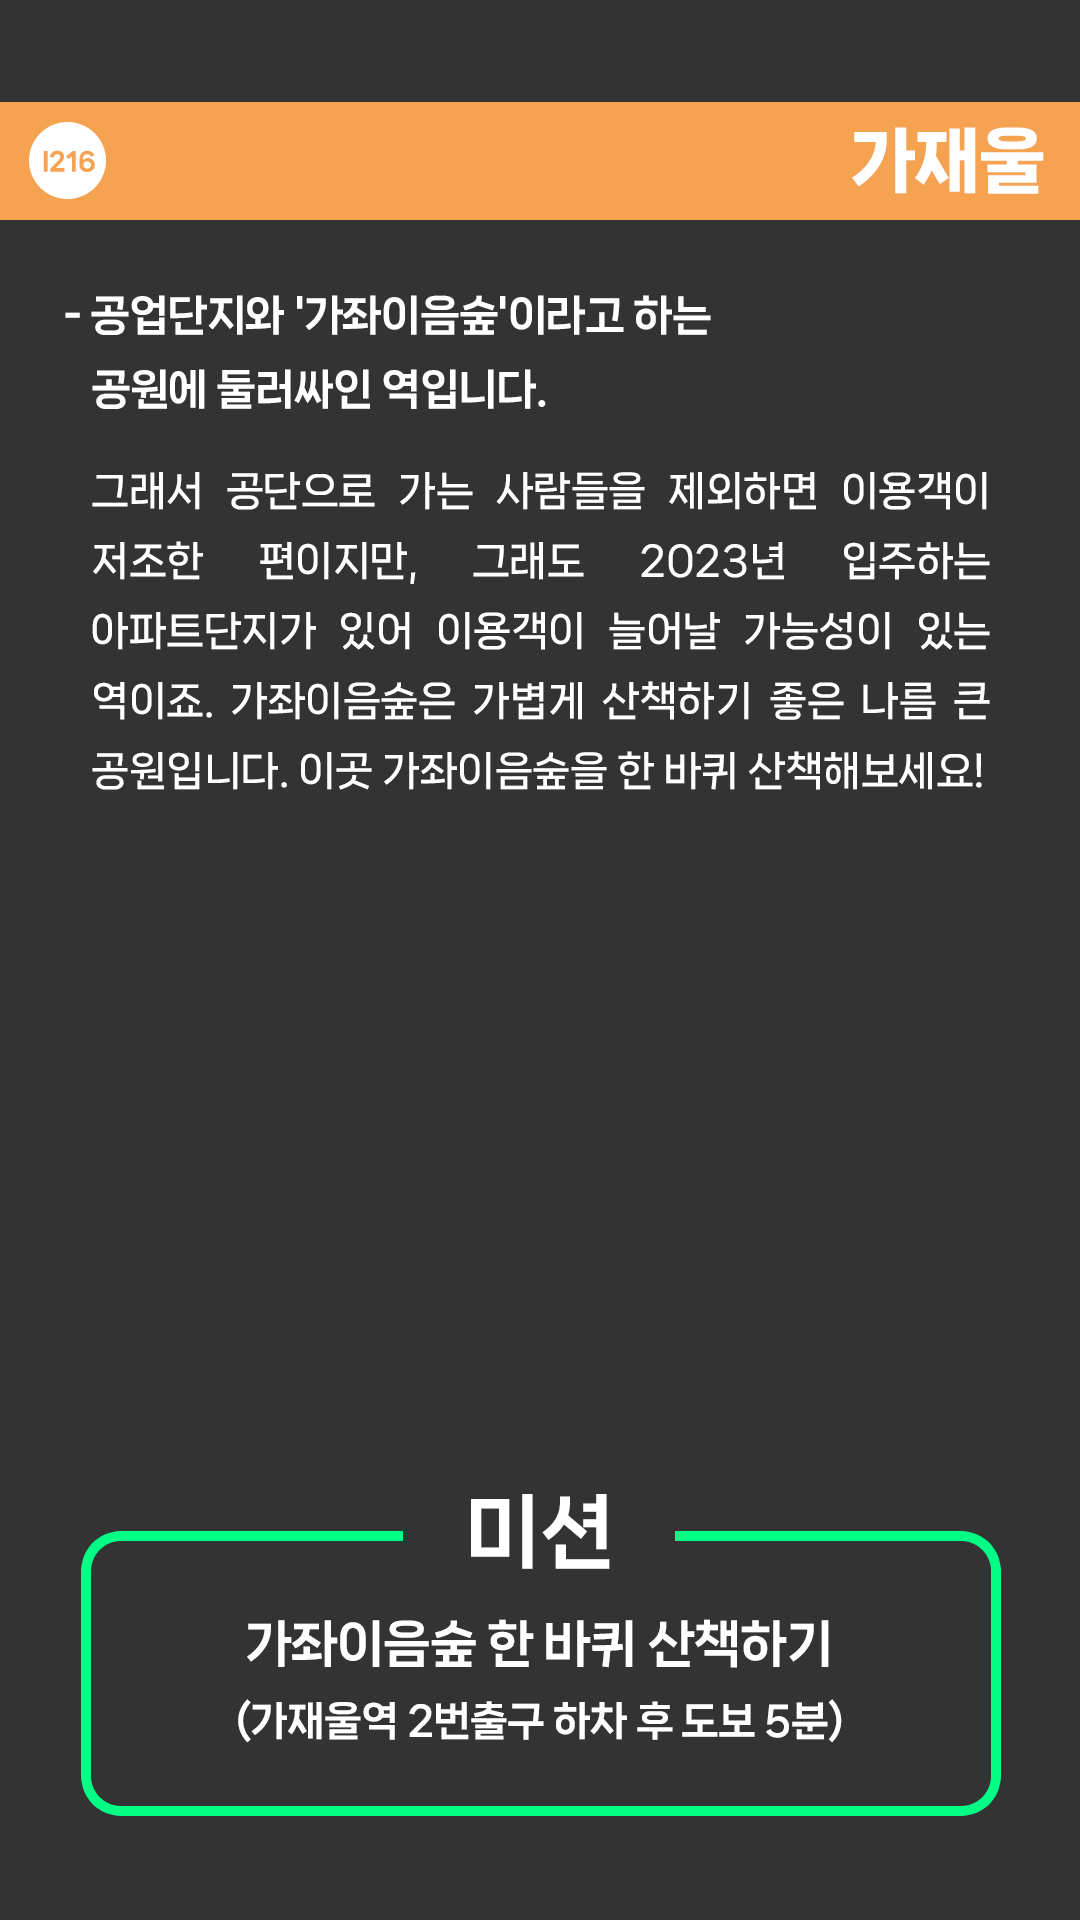 I216
가재울
- 공업단지와 '가좌이음숲'이라고 하는
공원에 둘러싸인 역입니다.
그래서 공단으로 가는 사람들을 제외하면 이용객이
저조한 편이지만, 그래도 2023년 입주하는
아파트단지가 있어 이용객이 늘어날 가능성이 있는
역이죠. 가좌이음숲은 가볍게 산책하기 좋은 나름 큰
공원입니다. 이곳 가좌이음숲을 한 바퀴 산책해보세요!
미션
가좌이음숲 한 바퀴 산책하기
(가재울역 2번출구 하차 후 도보 5분)